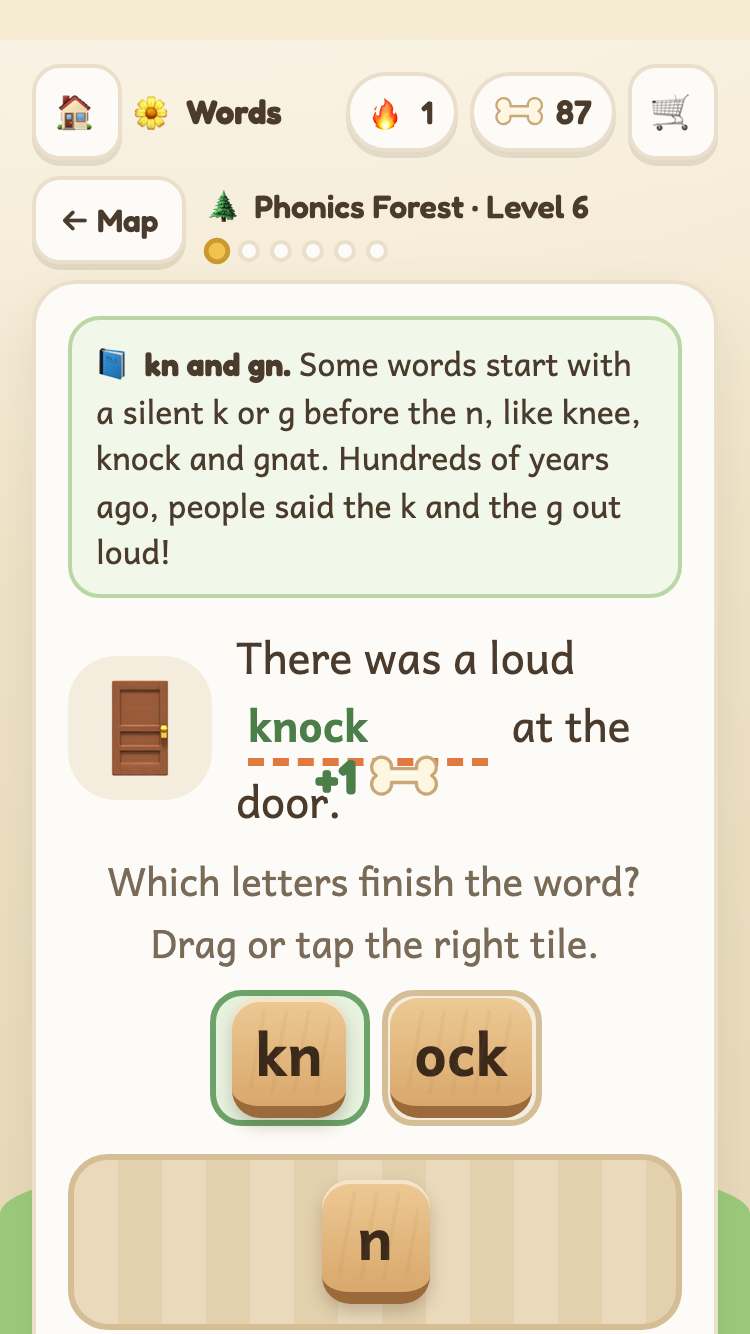 Words
1
87
← Map
Phonics Forest · Level 6
kn and gn. Some words start with
a silent k or g before the n, like knee,
knock and gnat. Hundreds of years
ago, people said the k and the g out
loud!
There was a loud
knock at the
+1
door.
Which letters finish the word?
Drag or tap the right tile.
kn ock
n